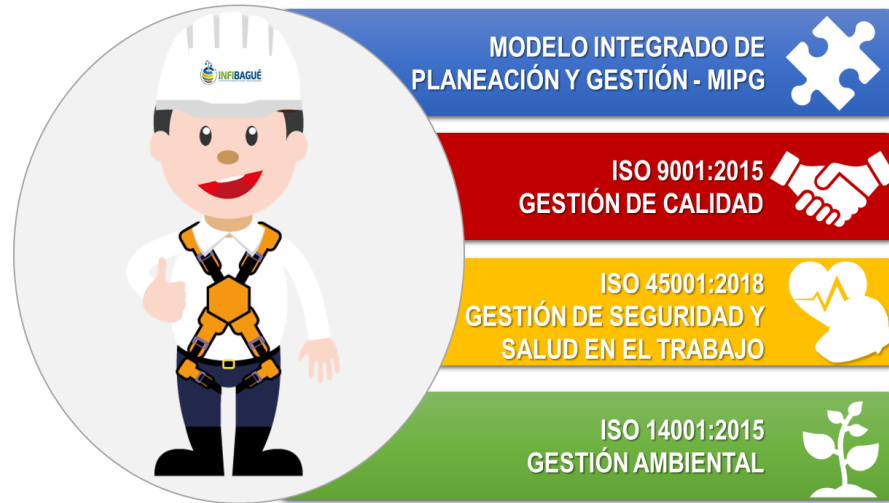 INFIBAGUÉ
MODELO INTEGRADO DE
PLANEACIÓN Y GESTIÓN - MIPG
ISO 9001:2015
GESTIÓN DE CALIDAD
ISO 45001:2018
GESTIÓN DE SEGURIDAD Y
SALUD EN EL TRABAJO
ISO 14001:2015
GESTIÓN AMBIENTAL